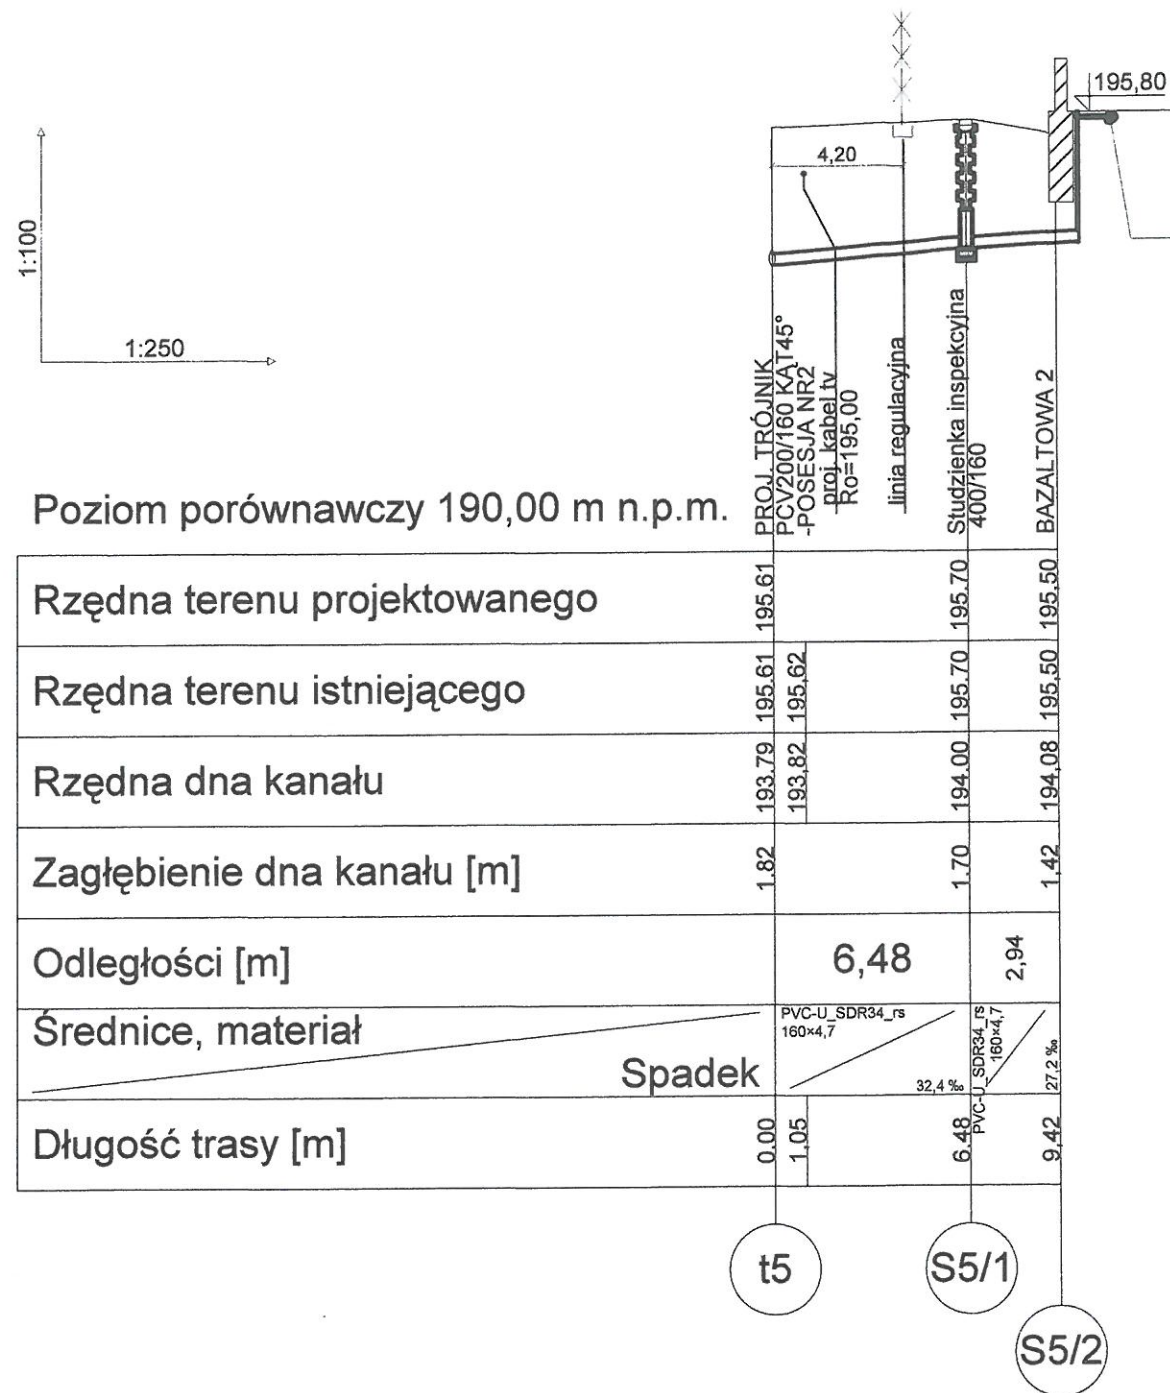 195,80
4,20
1:100
1:250
PROJ. TRÓJNIK
PCV200/160 KĄT45°
-POSESJA NR2
proj. kabel tv
Ro=195,00
linia regulacyjna
Studzienka inspekcyjna
400/160
BAZALTOWA 2
Poziom porównawczy 190,00 m n.p.m.
Rzędna terenu projektowanego 195.61 195.70 195,50
Rzędna terenu istniejącego 195.61 195,62 195.70 195,50
Rzędna dna kanału 193.79 193,82 194.00 194,08
Zagłębienie dna kanału [m] 1.82 1.70 1,42
Odległości [m] 6,48 2,94
Średnice, materiał
Spadek
PVC-U_SDR34_rs
160×4,7
32,4 ‰
PVC-U_SDR34_rs
160×4,7
27,2 ‰
Długość trasy [m] 0.00 1,05 6.48 9,42
t5
S5/1
S5/2